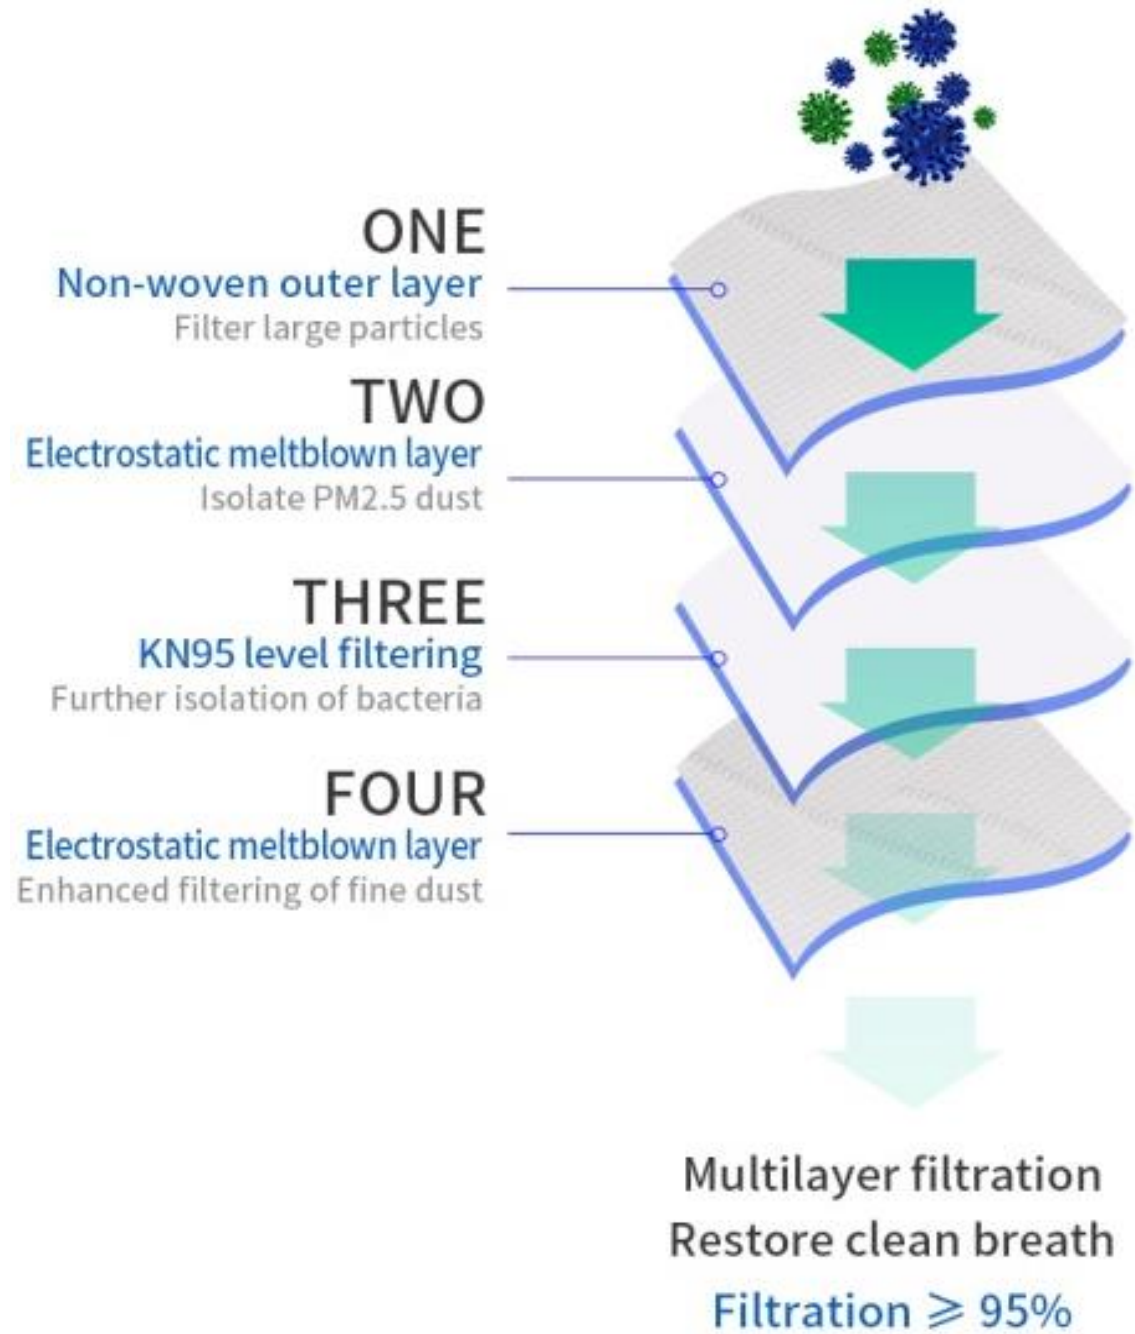 ONE
Non-woven outer layer
Filter large particles
TWO
Electrostatic meltblown layer
Isolate PM2.5 dust
THREE
KN95 level filtering
Further isolation of bacteria
FOUR
Electrostatic meltblown layer
Enhanced filtering of fine dust
Multilayer filtration
Restore clean breath
Filtration ⩾ 95%